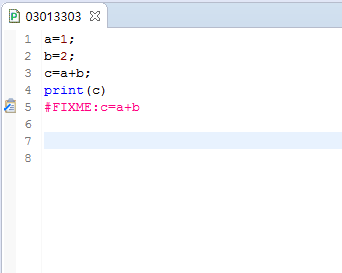 03013303
1 a=1;
2 b=2;
3 c=a+b;
4 print(c)
5 #FIXME:c=a+b
6
7
8